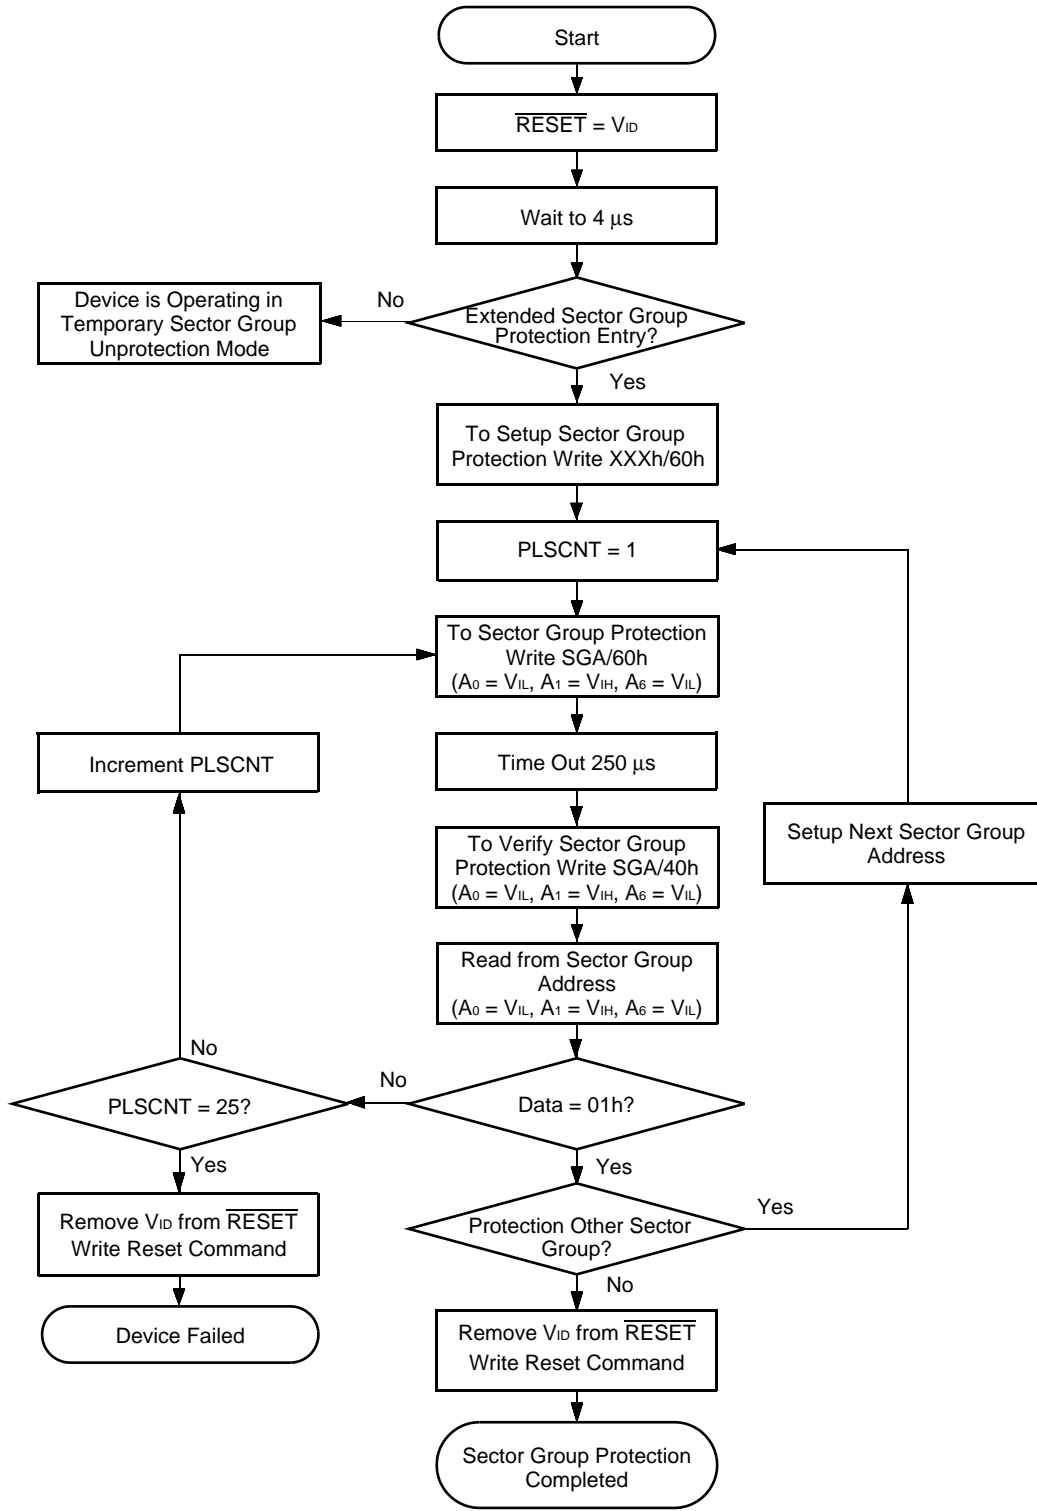 Start
RESET = VID
Wait to 4 μs
No
Device is Operating in
Temporary Sector Group
Unprotection Mode
Extended Sector Group
Protection Entry?
Yes
To Setup Sector Group
Protection Write XXXh/60h
PLSCNT = 1
To Sector Group Protection
Write SGA/60h
(A0 = VIL, A1 = VIH, A6 = VIL)
Increment PLSCNT
Time Out 250 μs
Setup Next Sector Group
Address
To Verify Sector Group
Protection Write SGA/40h
(A0 = VIL, A1 = VIH, A6 = VIL)
Read from Sector Group
Address
(A0 = VIL, A1 = VIH, A6 = VIL)
No
PLSCNT = 25?
No
Data = 01h?
Yes
Yes
Remove VID from RESET
Write Reset Command
Protection Other Sector
Group?
Yes
No
Device Failed
Remove VID from RESET
Write Reset Command
Sector Group Protection
Completed